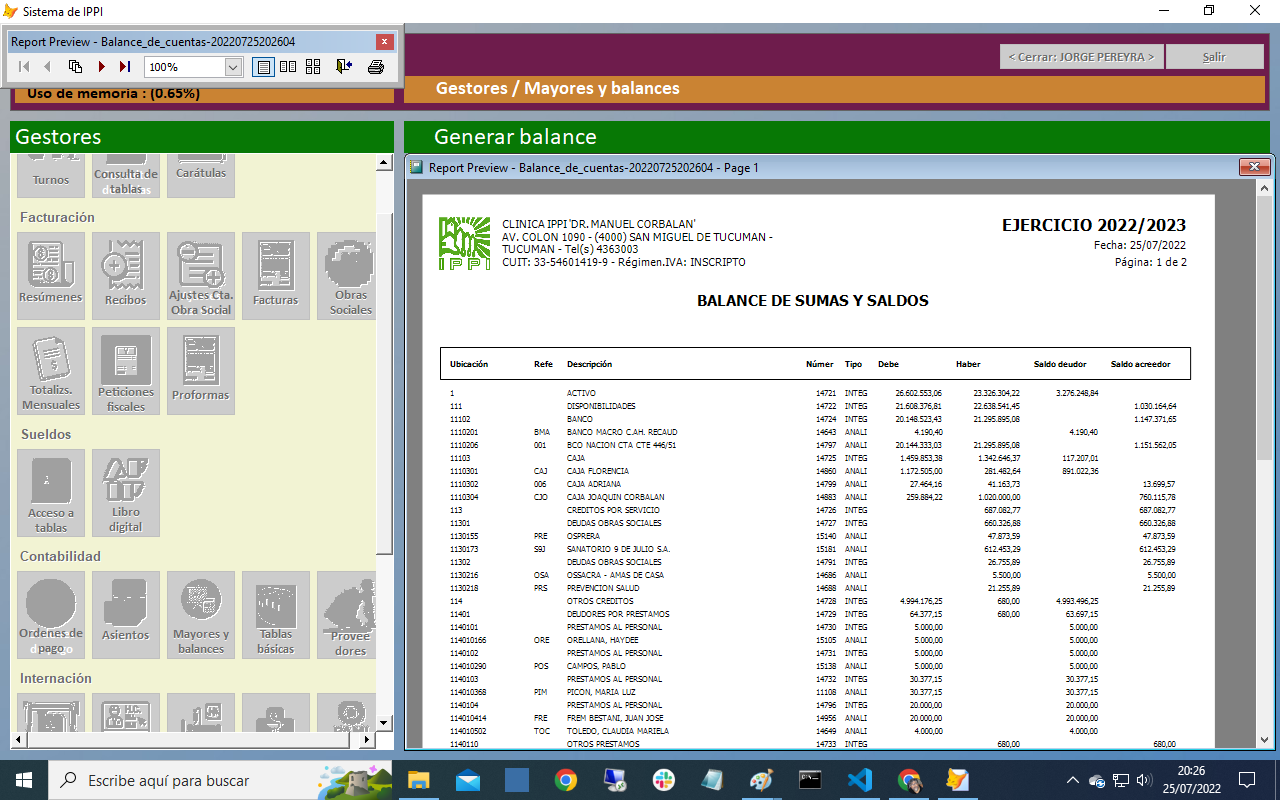 Sistema de IPPI
Report Preview - Balance_de_cuentas-20220725202604
100%
< Cerrar: JORGE PEREYRA >
Salir
Uso de memoria : (0.65%)
Gestores / Mayores y balances
Gestores
Turnos
Consulta de tablas
Carátulas
Facturación
Resúmenes
Recibos
Ajustes Cta. Obra Social
Facturas
Obras Sociales
Totalizs. Mensuales
Peticiones fiscales
Proformas
Sueldos
Acceso a tablas
Libro digital
Contabilidad
Ordenes de pago
Asientos
Mayores y balances
Tablas básicas
Provee dores
Internación
H.C.
Generar balance
Report Preview - Balance_de_cuentas-20220725202604 - Page 1
IPPI
CLINICA IPPI 'DR. MANUEL CORBALAN'
AV. COLON 1090 - (4000) SAN MIGUEL DE TUCUMAN -
TUCUMAN - Tel(s) 4363003
CUIT: 33-54601419-9 - Régimen.IVA: INSCRIPTO
EJERCICIO 2022/2023
Fecha: 25/07/2022
Página: 1 de 2
BALANCE DE SUMAS Y SALDOS
Ubicación Refe Descripción Númer Tipo Debe Haber Saldo deudor Saldo acreedor
1 ACTIVO 14721 INTEG 26.602.553,06 23.326.304,22 3.276.248,84
111 DISPONIBILIDADES 14722 INTEG 21.608.376,81 22.638.541,45 1.030.164,64
11102 BANCO 14724 INTEG 20.148.523,43 21.295.895,08 1.147.371,65
1110201 BMA BANCO MACRO C.AH. RECAUD 14643 ANALI 4.190,40 4.190,40
1110206 001 BCO NACION CTA CTE 446/51 14797 ANALI 20.144.333,03 21.295.895,08 1.151.562,05
11103 CAJA 14725 INTEG 1.459.853,38 1.342.646,37 117.207,01
1110301 CAJ CAJA FLORENCIA 14860 ANALI 1.172.505,00 281.482,64 891.022,36
1110302 006 CAJA ADRIANA 14799 ANALI 27.464,16 41.163,73 13.699,57
1110304 CJO CAJA JOAQUIN CORBALAN 14883 ANALI 259.884,22 1.020.000,00 760.115,78
113 CREDITOS POR SERVICIO 14726 INTEG 687.082,77 687.082,77
11301 DEUDAS OBRAS SOCIALES 14727 INTEG 660.326,88 660.326,88
1130155 PRE OSPRERA 15140 ANALI 47.873,59 47.873,59
1130173 S9J SANATORIO 9 DE JULIO S.A. 15181 ANALI 612.453,29 612.453,29
11302 DEUDAS OBRAS SOCIALES 14791 INTEG 26.755,89 26.755,89
1130216 OSA OSSACRA - AMAS DE CASA 14686 ANALI 5.500,00 5.500,00
1130218 PRS PREVENCION SALUD 14688 ANALI 21.255,89 21.255,89
114 OTROS CREDITOS 14728 INTEG 4.994.176,25 680,00 4.993.496,25
11401 DEUDORES POR PRESTAMOS 14729 INTEG 64.377,15 680,00 63.697,15
1140101 PRESTAMOS AL PERSONAL 14730 INTEG 5.000,00 5.000,00
114010166 ORE ORELLANA, HAYDEE 15105 ANALI 5.000,00 5.000,00
1140102 PRESTAMOS AL PERSONAL 14731 INTEG 5.000,00 5.000,00
114010290 POS CAMPOS, PABLO 15138 ANALI 5.000,00 5.000,00
1140103 PRESTAMOS AL PERSONAL 14732 INTEG 30.377,15 30.377,15
114010368 PIM PICON, MARIA LUZ 11108 ANALI 30.377,15 30.377,15
1140104 PRESTAMOS AL PERSONAL 14796 INTEG 20.000,00 20.000,00
114010414 FRE FREM BESTANI, JUAN JOSE 14956 ANALI 20.000,00 20.000,00
114010502 TOC TOLEDO, CLAUDIA MARIELA 14649 ANALI 4.000,00 4.000,00
1140110 OTROS PRESTAMOS 14733 INTEG 680,00 680,00
Escribe aquí para buscar
20:26
25/07/2022